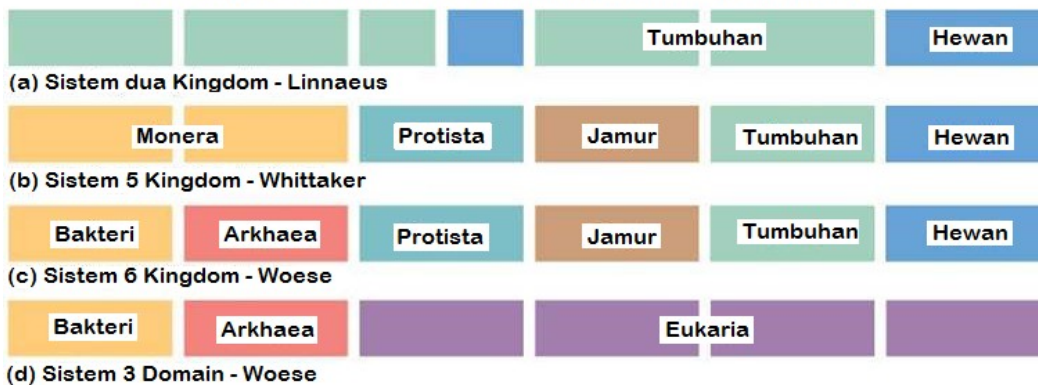 Tumbuhan Hewan
(a) Sistem dua Kingdom - Linnaeus
Monera Protista Jamur Tumbuhan Hewan
(b) Sistem 5 Kingdom - Whittaker
Bakteri Arkhaea Protista Jamur Tumbuhan Hewan
(c) Sistem 6 Kingdom - Woese
Bakteri Arkhaea Eukaria
(d) Sistem 3 Domain - Woese